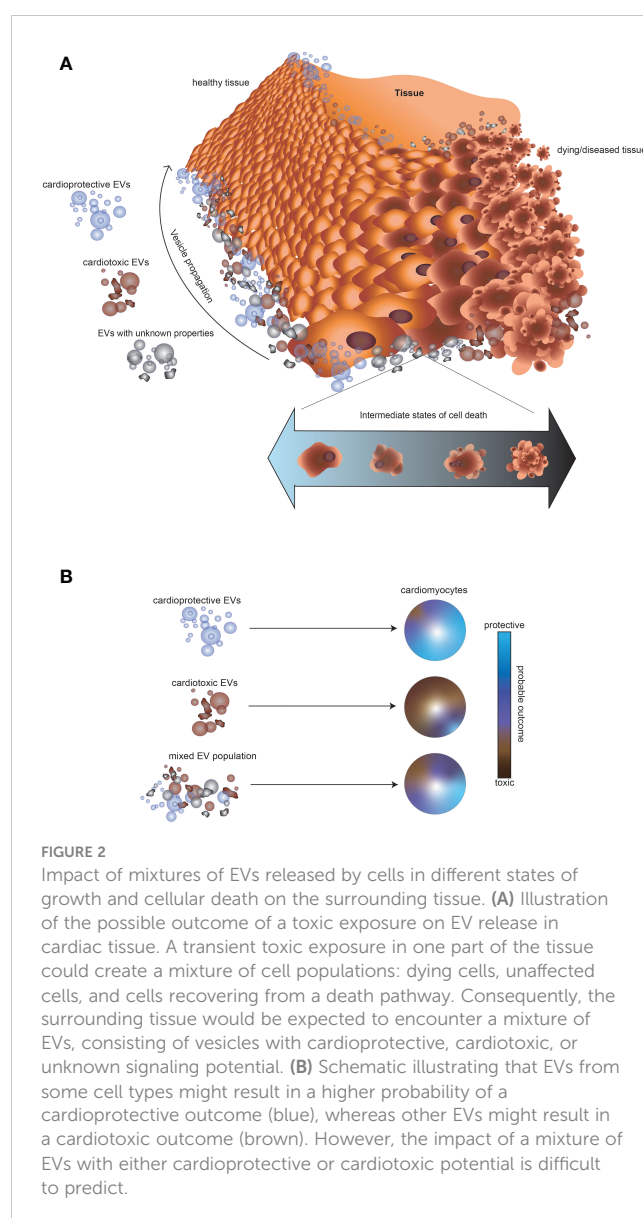 A
healthy tissue
Tissue
dying/diseased tissue
cardioprotective EVs
Vesicle propagation
cardiotoxic EVs
EVs with unknown properties
Intermediate states of cell death
B
cardioprotective EVs
cardiomyocytes
protective
cardiotoxic EVs
probable outcome
mixed EV population
toxic
FIGURE 2
Impact of mixtures of EVs released by cells in different states of
growth and cellular death on the surrounding tissue. (A) Illustration
of the possible outcome of a toxic exposure on EV release in
cardiac tissue. A transient toxic exposure in one part of the tissue
could create a mixture of cell populations: dying cells, unaffected
cells, and cells recovering from a death pathway. Consequently, the
surrounding tissue would be expected to encounter a mixture of
EVs, consisting of vesicles with cardioprotective, cardiotoxic, or
unknown signaling potential. (B) Schematic illustrating that EVs from
some cell types might result in a higher probability of a
cardioprotective outcome (blue), whereas other EVs might result in
a cardiotoxic outcome (brown). However, the impact of a mixture of
EVs with either cardioprotective or cardiotoxic potential is difficult
to predict.